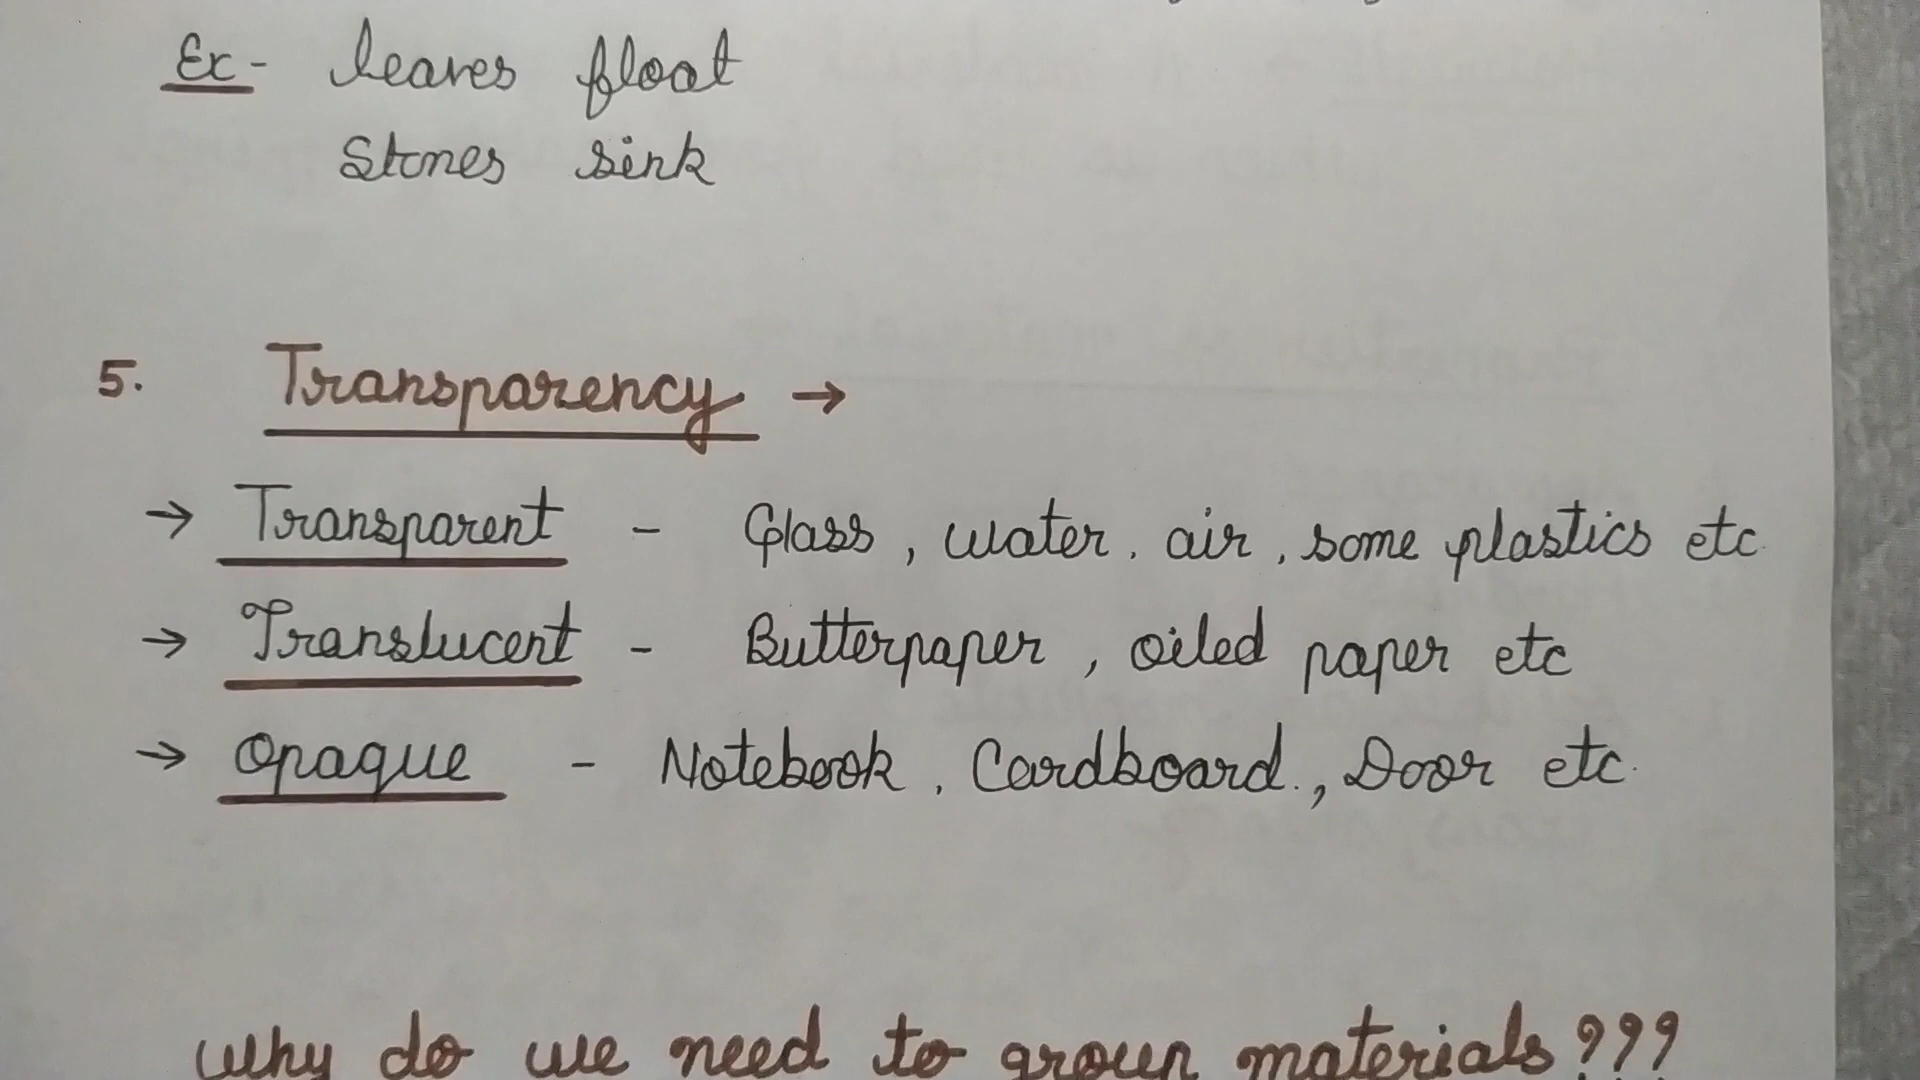 Ex- leaves float
Stones sink
5. Transparency →
→ Transparent - Glass, water, air, some plastics etc.
→ Translucent - Butterpaper, oiled paper etc
→ Opaque - Notebook, Cardboard., Door etc.
Why do we need to group materials???